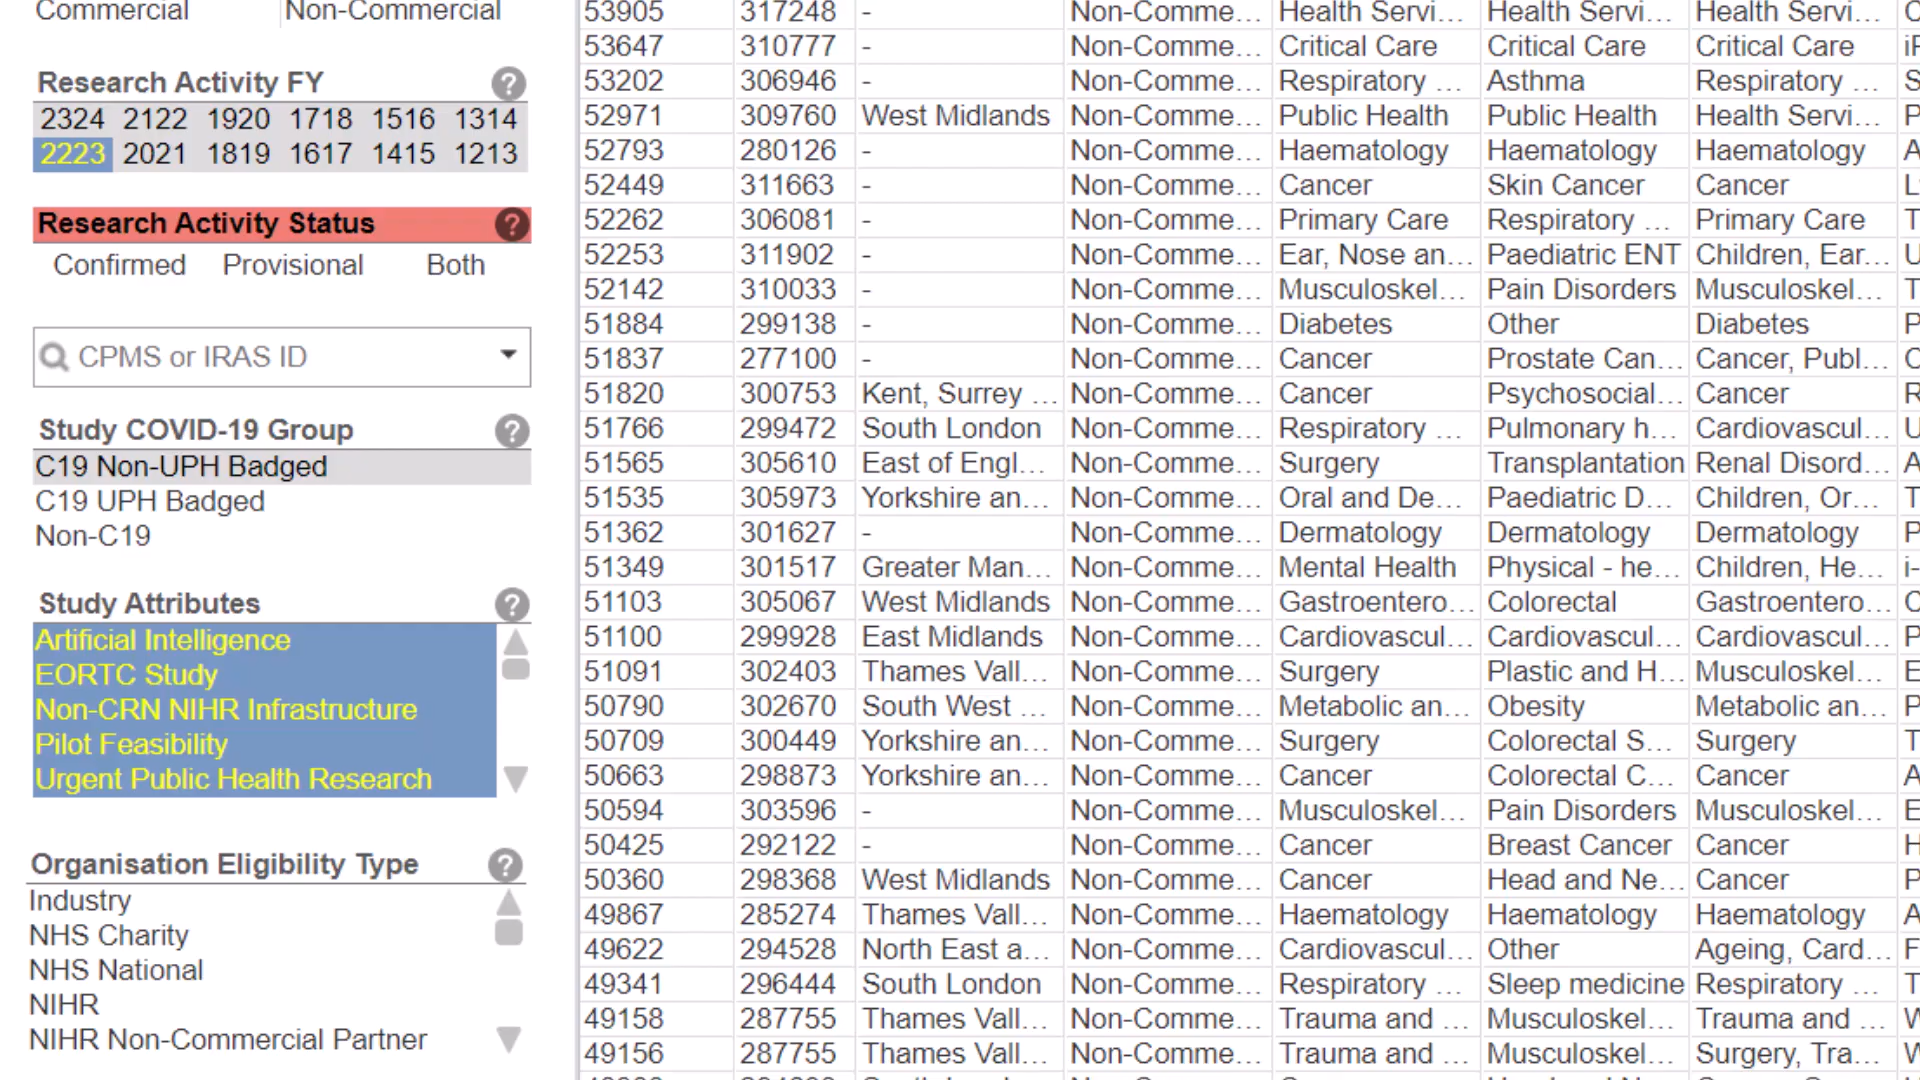 Commercial Non-Commercial
Research Activity FY ?
2324 2122 1920 1718 1516 1314
2223 2021 1819 1617 1415 1213
Research Activity Status ?
Confirmed Provisional Both
CPMS or IRAS ID
Study COVID-19 Group ?
C19 Non-UPH Badged
C19 UPH Badged
Non-C19
Study Attributes ?
Artificial Intelligence
EORTC Study
Non-CRN NIHR Infrastructure
Pilot Feasibility
Urgent Public Health Research
Organisation Eligibility Type ?
Industry
NHS Charity
NHS National
NIHR
NIHR Non-Commercial Partner
53905 317248 - Non-Comme... Health Servi... Health Servi... Health Servi...
53647 310777 - Non-Comme... Critical Care Critical Care Critical Care
53202 306946 - Non-Comme... Respiratory ... Asthma Respiratory ...
52971 309760 West Midlands Non-Comme... Public Health Public Health Health Servi...
52793 280126 - Non-Comme... Haematology Haematology Haematology
52449 311663 - Non-Comme... Cancer Skin Cancer Cancer
52262 306081 - Non-Comme... Primary Care Respiratory ... Primary Care
52253 311902 - Non-Comme... Ear, Nose an... Paediatric ENT Children, Ear...
52142 310033 - Non-Comme... Musculoskel... Pain Disorders Musculoskel...
51884 299138 - Non-Comme... Diabetes Other Diabetes
51837 277100 - Non-Comme... Cancer Prostate Can... Cancer, Publ...
51820 300753 Kent, Surrey ... Non-Comme... Cancer Psychosocial... Cancer
51766 299472 South London Non-Comme... Respiratory ... Pulmonary h... Cardiovascul...
51565 305610 East of Engl... Non-Comme... Surgery Transplantation Renal Disord...
51535 305973 Yorkshire an... Non-Comme... Oral and De... Paediatric D... Children, Or...
51362 301627 - Non-Comme... Dermatology Dermatology Dermatology
51349 301517 Greater Man... Non-Comme... Mental Health Physical - he... Children, He...
51103 305067 West Midlands Non-Comme... Gastroentero... Colorectal Gastroentero...
51100 299928 East Midlands Non-Comme... Cardiovascul... Cardiovascul... Cardiovascul...
51091 302403 Thames Vall... Non-Comme... Surgery Plastic and H... Musculoskel...
50790 302670 South West ... Non-Comme... Metabolic an... Obesity Metabolic an...
50709 300449 Yorkshire an... Non-Comme... Surgery Colorectal S... Surgery
50663 298873 Yorkshire an... Non-Comme... Cancer Colorectal C... Cancer
50594 303596 - Non-Comme... Musculoskel... Pain Disorders Musculoskel...
50425 292122 - Non-Comme... Cancer Breast Cancer Cancer
50360 298368 West Midlands Non-Comme... Cancer Head and Ne... Cancer
49867 285274 Thames Vall... Non-Comme... Haematology Haematology Haematology
49622 294528 North East a... Non-Comme... Cardiovascul... Other Ageing, Card...
49341 296444 South London Non-Comme... Respiratory ... Sleep medicine Respiratory ...
49158 287755 Thames Vall... Non-Comme... Trauma and ... Musculoskel... Trauma and ...
49156 287755 Thames Vall... Non-Comme... Trauma and ... Musculoskel... Surgery, Tra...